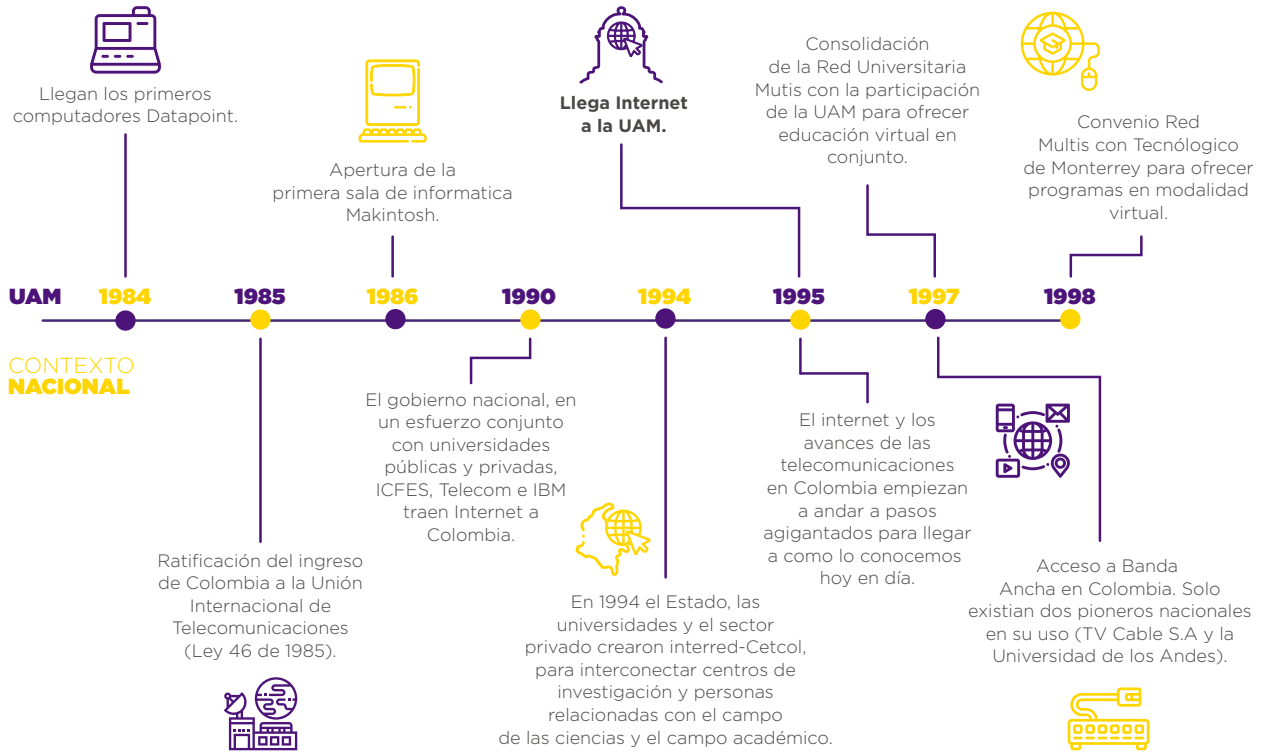 Llegan los primeros
computadores Datapoint.
Apertura de la
primera sala de informatica
Makintosh.
Llega Internet
a la UAM.
Consolidación
de la Red Universitaria
Mutis con la participación
de la UAM para ofrecer
educación virtual en
conjunto.
Convenio Red
Multis con Tecnólogico
de Monterrey para ofrecer
programas en modalidad
virtual.
UAM 1984 1985 1986 1990 1994 1995 1997 1998
CONTEXTO
NACIONAL
Ratificación del ingreso
de Colombia a la Unión
Internacional de
Telecomunicaciones
(Ley 46 de 1985).
El gobierno nacional, en
un esfuerzo conjunto
con universidades
públicas y privadas,
ICFES, Telecom e IBM
traen Internet a
Colombia.
En 1994 el Estado, las
universidades y el sector
privado crearon interred-Cetcol,
para interconectar centros de
investigación y personas
relacionadas con el campo
de las ciencias y el campo académico.
El internet y los
avances de las
telecomunicaciones
en Colombia empiezan
a andar a pasos
agigantados para llegar
a como lo conocemos
hoy en día.
Acceso a Banda
Ancha en Colombia. Solo
existian dos pioneros nacionales
en su uso (TV Cable S.A y la
Universidad de los Andes).